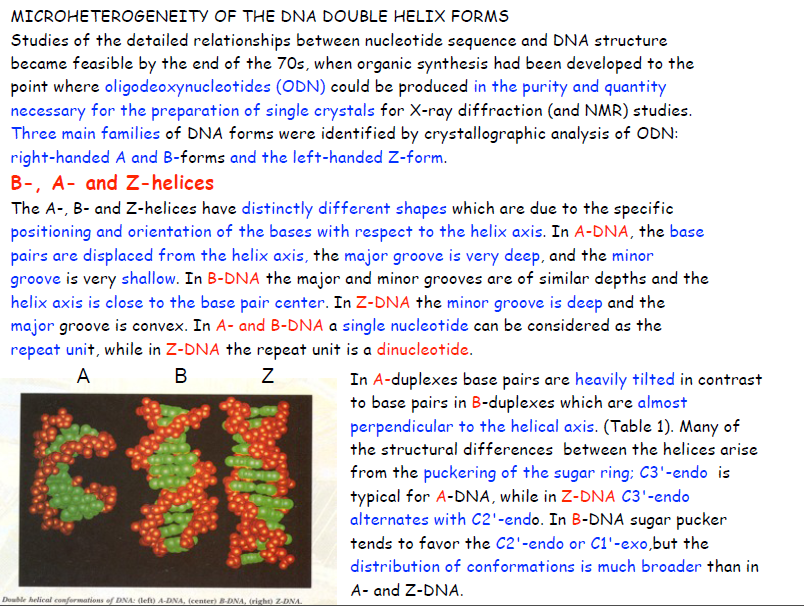 MICROHETEROGENEITY OF THE DNA DOUBLE HELIX FORMS
Studies of the detailed relationships between nucleotide sequence and DNA structure
became feasible by the end of the 70s, when organic synthesis had been developed to the
point where oligodeoxynucleotides (ODN) could be produced in the purity and quantity
necessary for the preparation of single crystals for X-ray diffraction (and NMR) studies.
Three main families of DNA forms were identified by crystallographic analysis of ODN:
right-handed A and B-forms and the left-handed Z-form.
B-, A- and Z-helices
The A-, B- and Z-helices have distinctly different shapes which are due to the specific
positioning and orientation of the bases with respect to the helix axis. In A-DNA, the base
pairs are displaced from the helix axis, the major groove is very deep, and the minor
groove is very shallow. In B-DNA the major and minor grooves are of similar depths and the
helix axis is close to the base pair center. In Z-DNA the minor groove is deep and the
major groove is convex. In A- and B-DNA a single nucleotide can be considered as the
repeat unit, while in Z-DNA the repeat unit is a dinucleotide.
A B Z
Double helical conformations of DNA: (left) A-DNA, (center) B-DNA, (right) Z-DNA.
In A-duplexes base pairs are heavily tilted in contrast
to base pairs in B-duplexes which are almost
perpendicular to the helical axis. (Table 1). Many of
the structural differences between the helices arise
from the puckering of the sugar ring; C3'-endo is
typical for A-DNA, while in Z-DNA C3'-endo
alternates with C2'-endo. In B-DNA sugar pucker
tends to favor the C2'-endo or C1'-exo,but the
distribution of conformations is much broader than in
A- and Z-DNA.